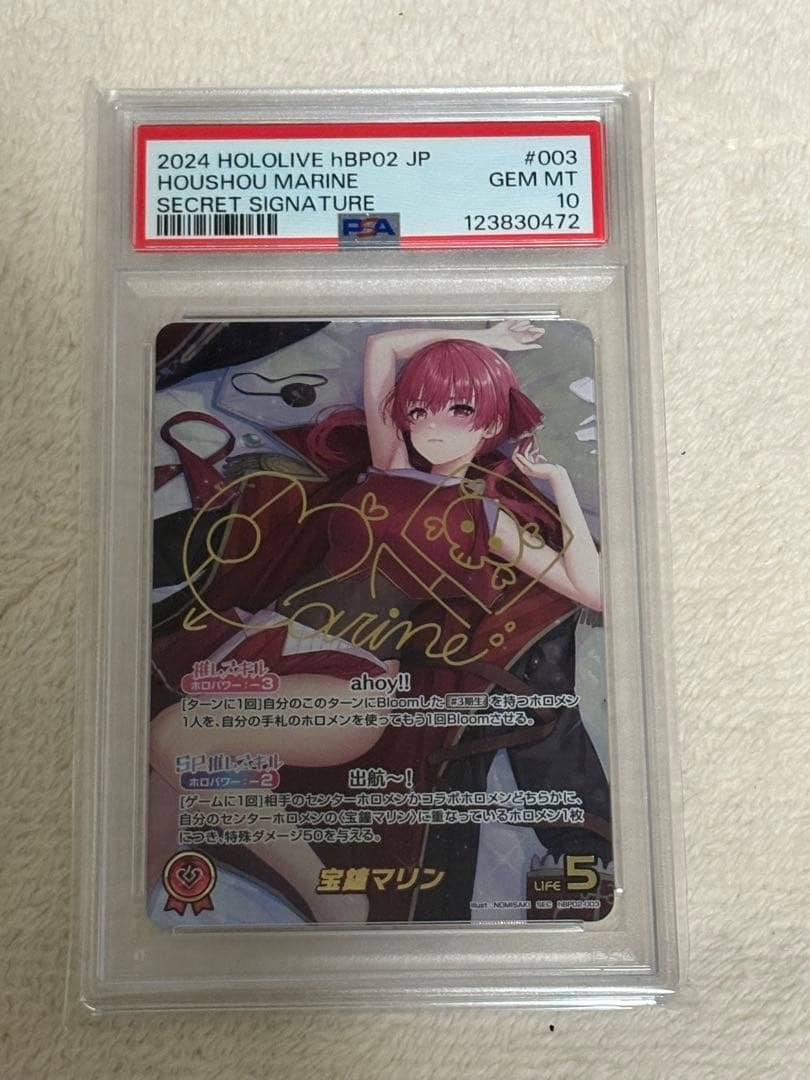 2024 HOLOLIVE hBP02 JP #003
HOUSHOU MARINE GEM MT
SECRET SIGNATURE 10
PSA 123830472
Marine
推しスキル
ホロパワー:-3 ahoy!!
[ターンに1回]自分のこのターンにBloomした#3期生を持つホロメン
1人を、自分の手札のホロメンを使ってもう1回Bloomさせる。
SP推しスキル
ホロパワー:-2 出航~!
[ゲームに1回]相手のセンターホロメンかコラボホロメンどちらかに、
自分のセンターホロメンの〈宝鐘マリン〉に重なっているホロメン1枚
につき、特殊ダメージ50を与える。
宝鐘マリン LIFE 5
Illust. NOMISAKI SEC hBP02-003